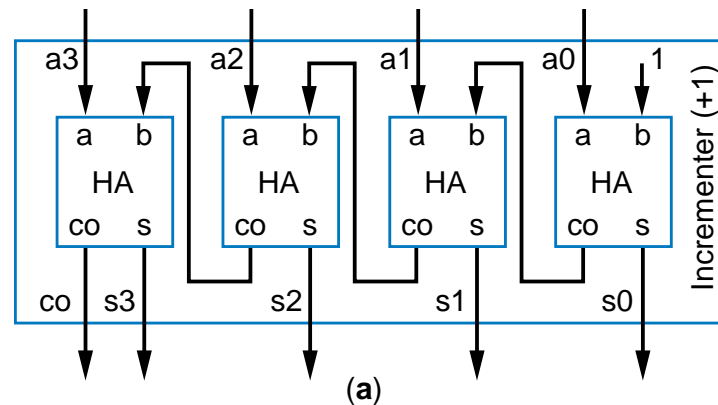 a3 a2 a1 a0 1
a b a b a b a b
HA HA HA HA
co s co s co s co s
co s3 s2 s1 s0
Incrementer (+1)
(a)